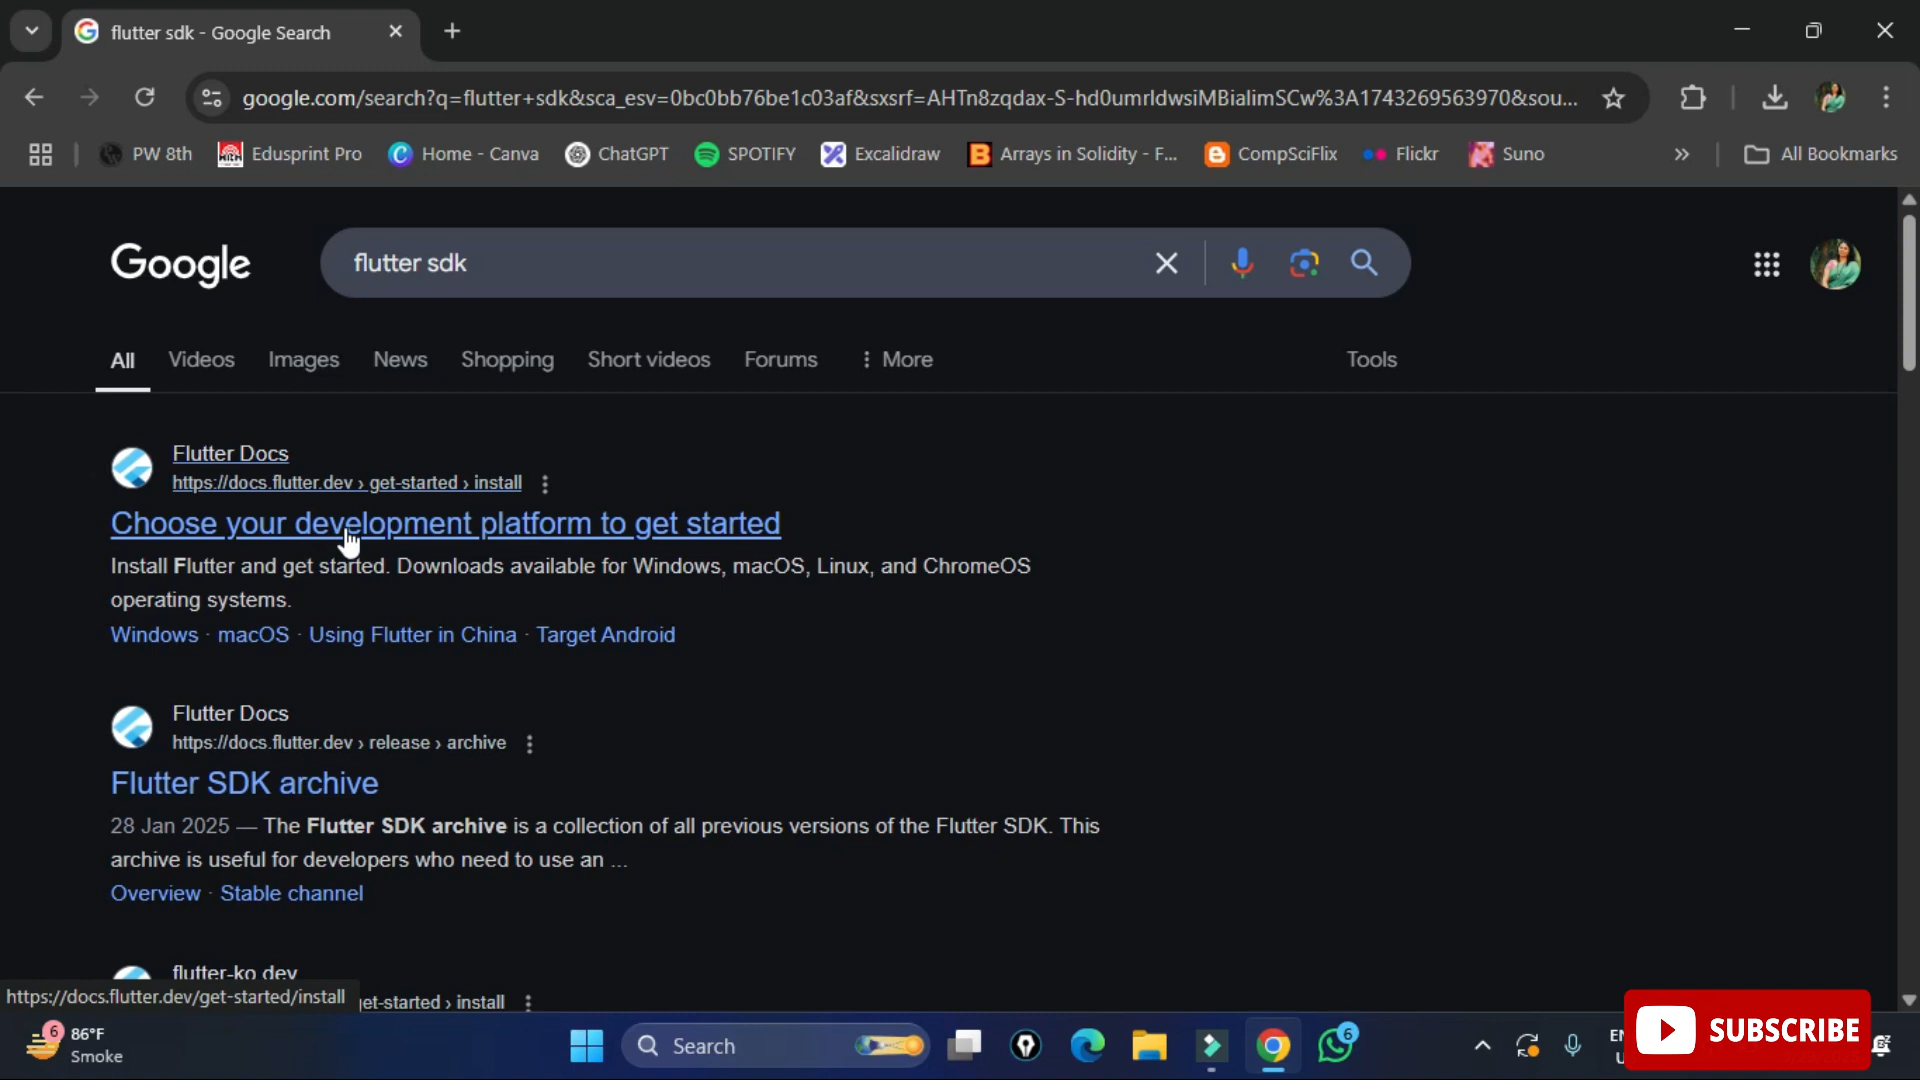 flutter sdk - Google Search
google.com/search?q=flutter+sdk&sca_esv=0bc0bb76be1c03af&sxsrf=AHTn8zqdax-S-hd0umrIdwsiMBialimSCw%3A1743269563970&sou...
PW 8th
Edusprint Pro
Home - Canva
ChatGPT
SPOTIFY
Excalidraw
Arrays in Solidity - F...
CompSciFlix
Flickr
Suno
All Bookmarks
Google
flutter sdk
All
Videos
Images
News
Shopping
Short videos
Forums
More
Tools
Flutter Docs
https://docs.flutter.dev › get-started › install
Choose your development platform to get started
Install Flutter and get started. Downloads available for Windows, macOS, Linux, and ChromeOS
operating systems.
Windows · macOS · Using Flutter in China · Target Android
Flutter Docs
https://docs.flutter.dev › release › archive
Flutter SDK archive
28 Jan 2025 — The Flutter SDK archive is a collection of all previous versions of the Flutter SDK. This
archive is useful for developers who need to use an ...
Overview · Stable channel
flutter-ko dev
https://docs.flutter.dev/get-started/install
et-started › install
6
86°F
Smoke
Search
6
SUBSCRIBE